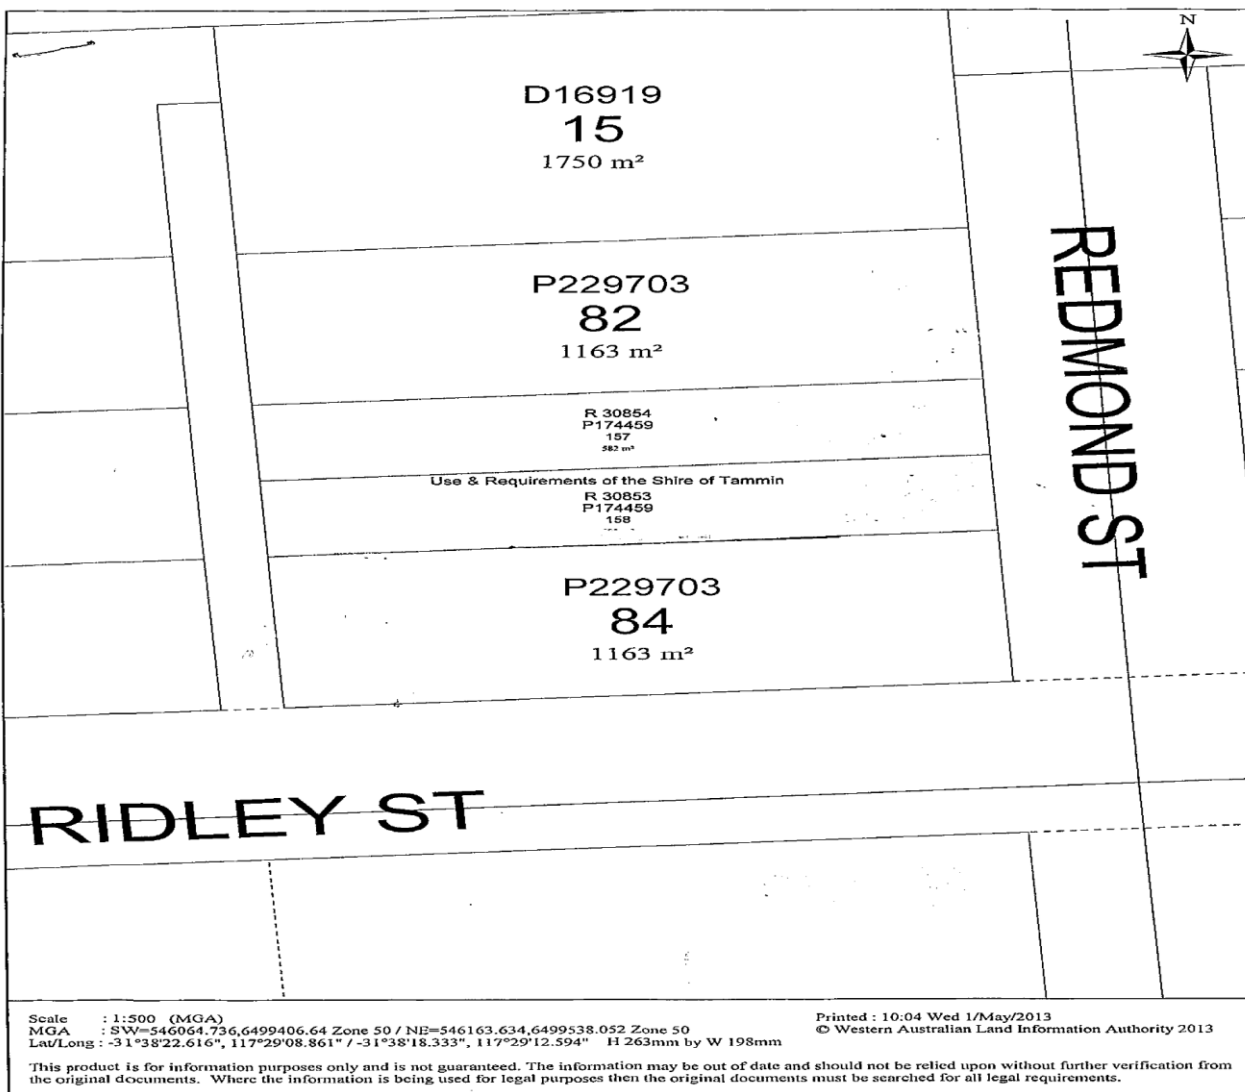 N
D16919
15
1750 m²
P229703
82
1163 m²
R 30854
P174459
157
582 m²
Use & Requirements of the Shire of Tammin
R 30853
P174459
158
P229703
84
1163 m²
REDMOND ST
RIDLEY ST
Scale : 1:500 (MGA)
MGA : SW=546064.736,6499406.64 Zone 50 / NE=546163.634,6499538.052 Zone 50
Lat/Long : -31°38'22.616", 117°29'08.861" / -31°38'18.333", 117°29'12.594" H 263mm by W 198mm
Printed : 10:04 Wed 1/May/2013
© Western Australian Land Information Authority 2013
This product is for information purposes only and is not guaranteed. The information may be out of date and should not be relied upon without further verification from
the original documents. Where the information is being used for legal purposes then the original documents must be searched for all legal requirements.